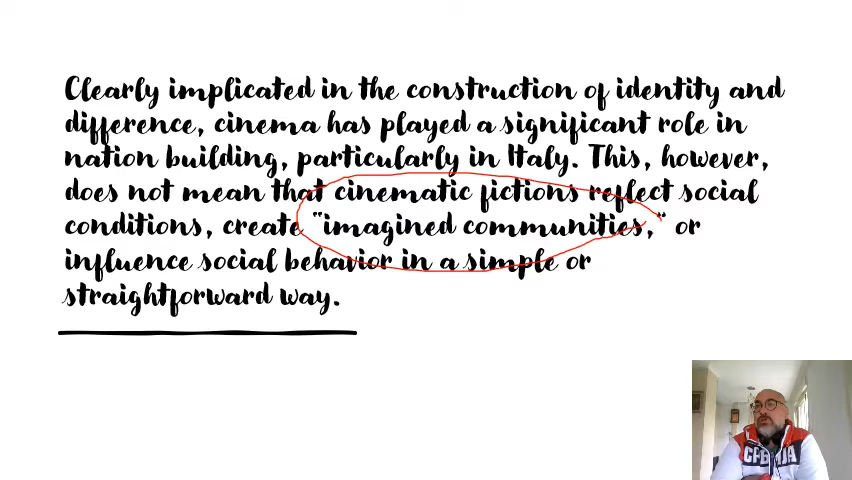 Clearly implicated in the construction of identity and
difference, cinema has played a significant role in
nation building, particularly in Italy. This, however,
does not mean that cinematic fictions reflect social
conditions, create "imagined communities," or
influence social behavior in a simple or
straightforward way.
СРБИЈА